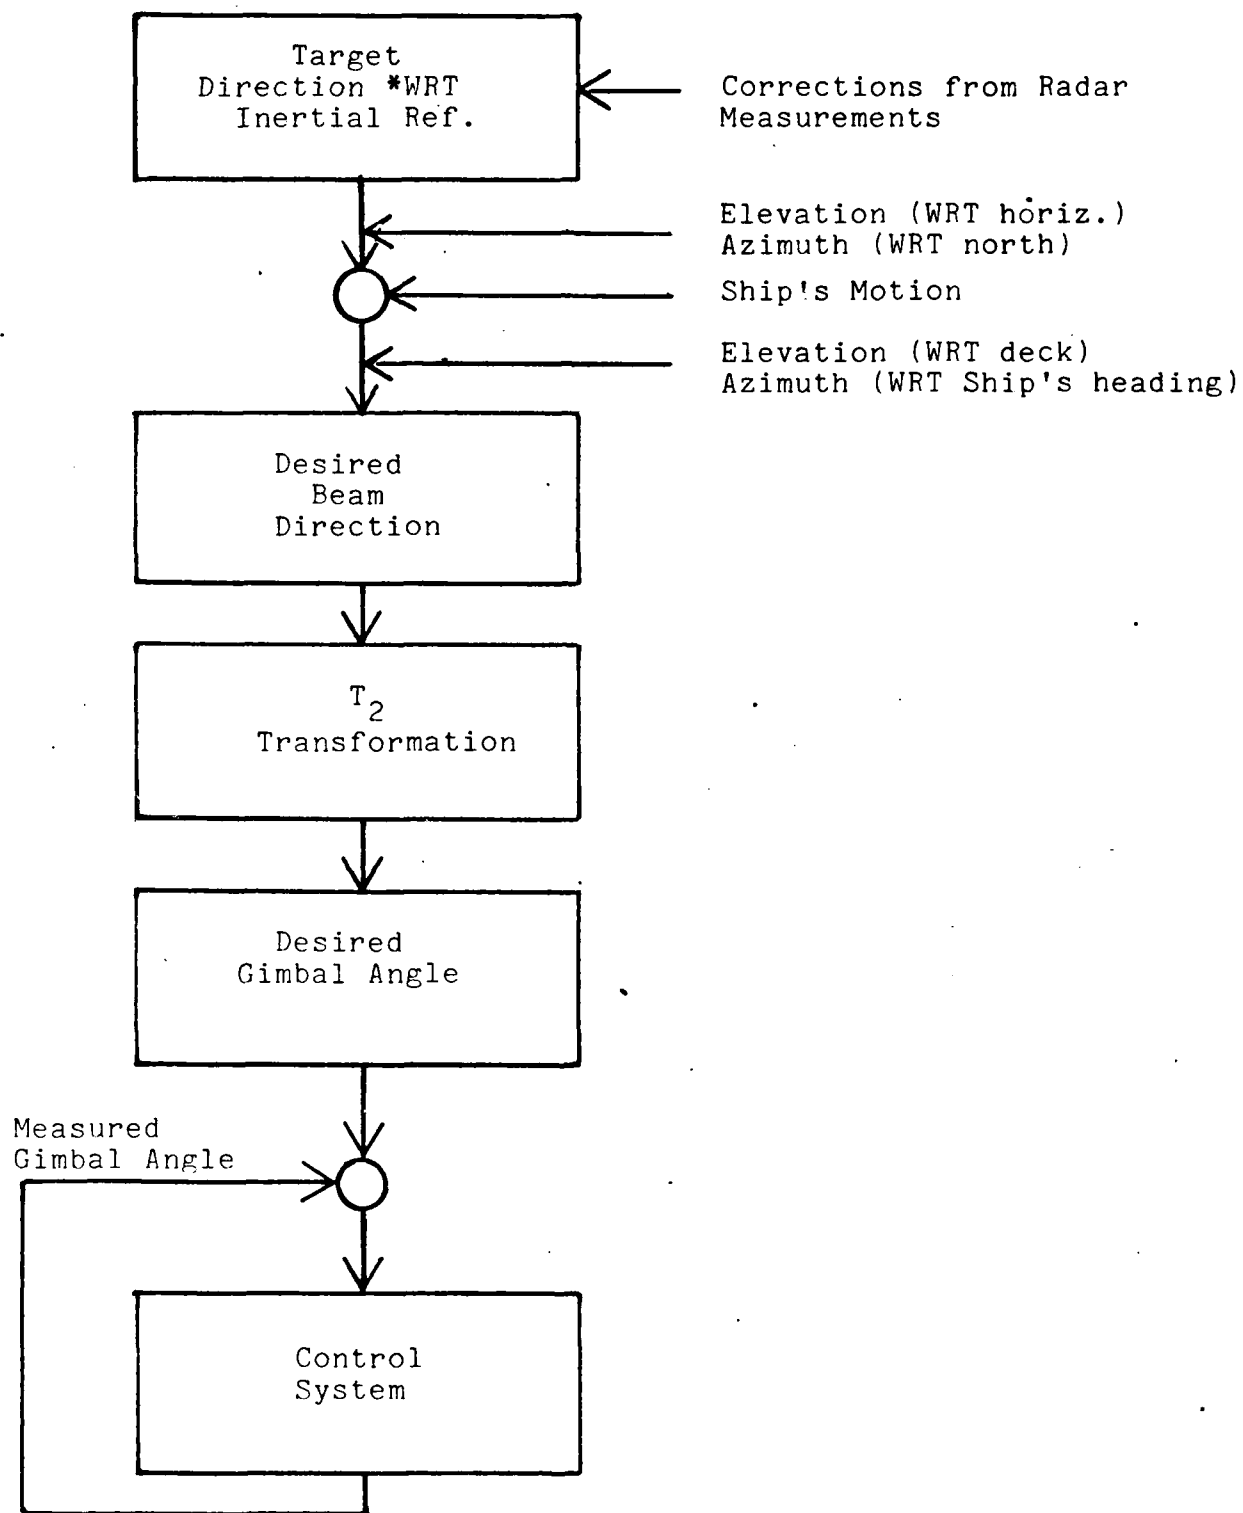 Target
Direction *WRT
Inertial Ref.
Corrections from Radar
Measurements
Elevation (WRT horiz.)
Azimuth (WRT north)
Ship's Motion
Elevation (WRT deck)
Azimuth (WRT Ship's heading)
Desired
Beam
Direction
T2
Transformation
Desired
Gimbal Angle
Measured
Gimbal Angle
Control
System